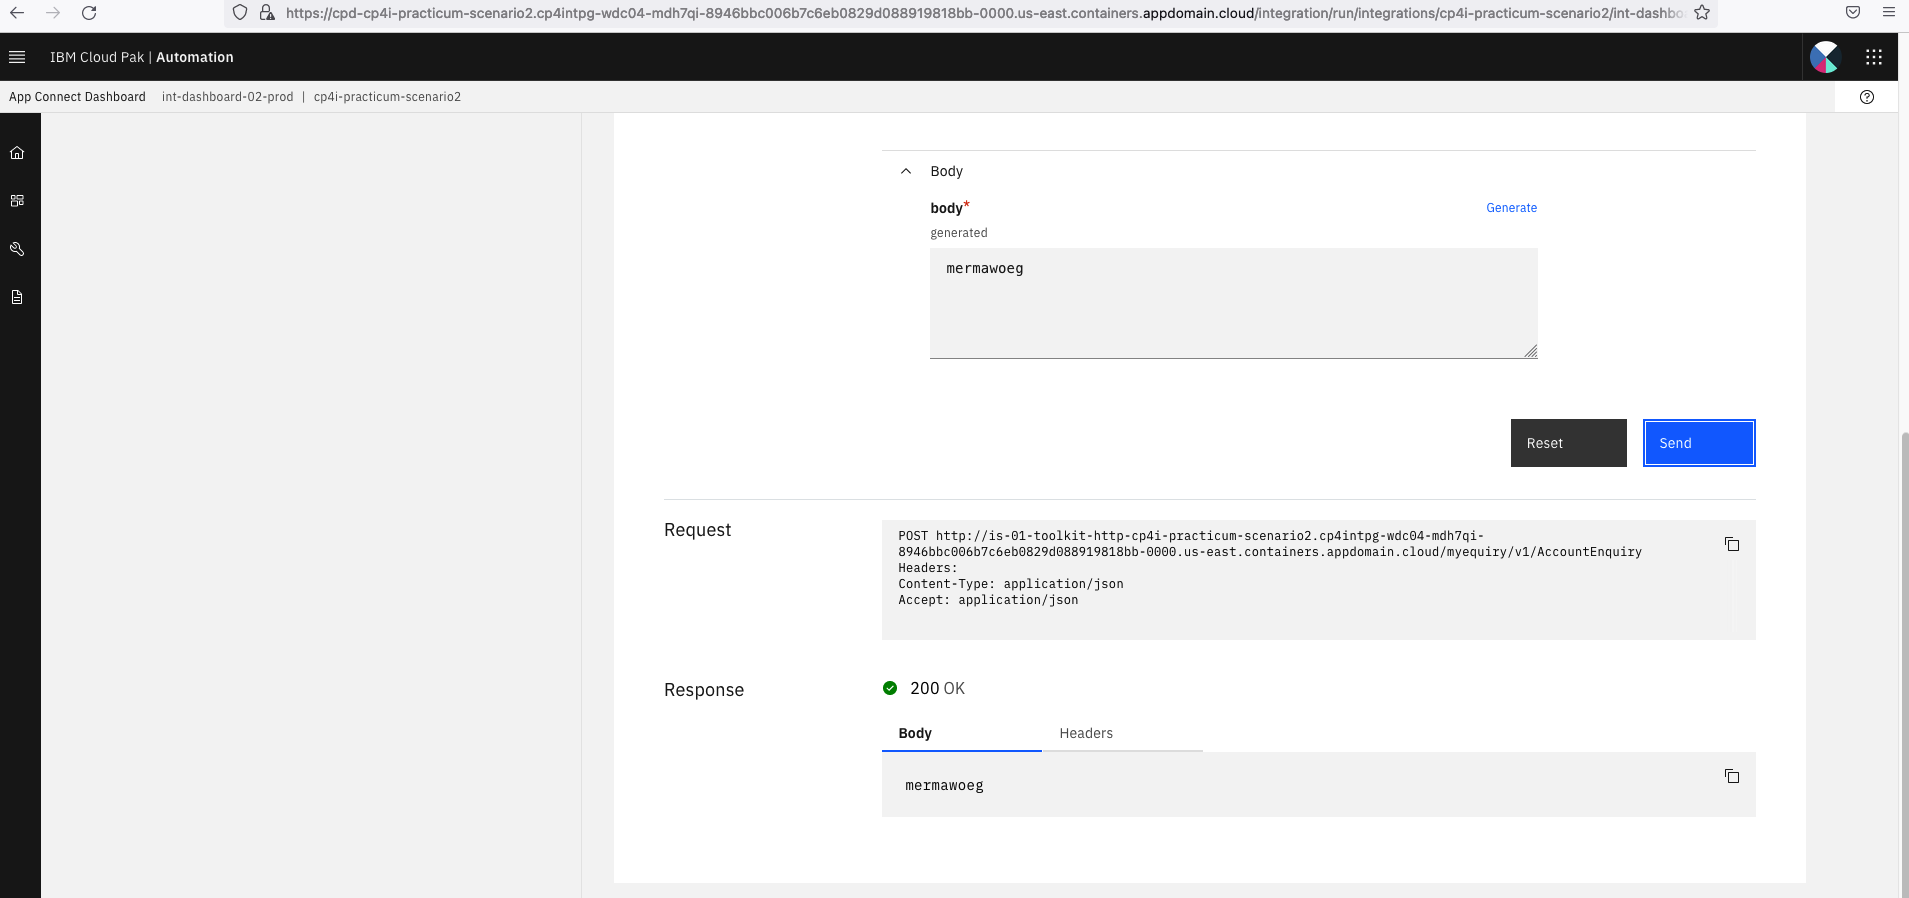 https://cpd-cp4i-practicum-scenario2.cp4intpg-wdc04-mdh7qi-8946bbc006b7c6eb0829d088919818bb-0000.us-east.containers.appdomain.cloud/integration/run/integrations/cp4i-practicum-scenario2/int-dashbo
IBM Cloud Pak | Automation
App Connect Dashboard int-dashboard-02-prod | cp4i-practicum-scenario2
Body
body* Generate
generated
mermawoeg
Reset Send
Request
POST http://is-01-toolkit-http-cp4i-practicum-scenario2.cp4intpg-wdc04-mdh7qi-
8946bbc006b7c6eb0829d088919818bb-0000.us-east.containers.appdomain.cloud/myequiry/v1/AccountEnquiry
Headers:
Content-Type: application/json
Accept: application/json
Response 200 OK
Body Headers
mermawoeg